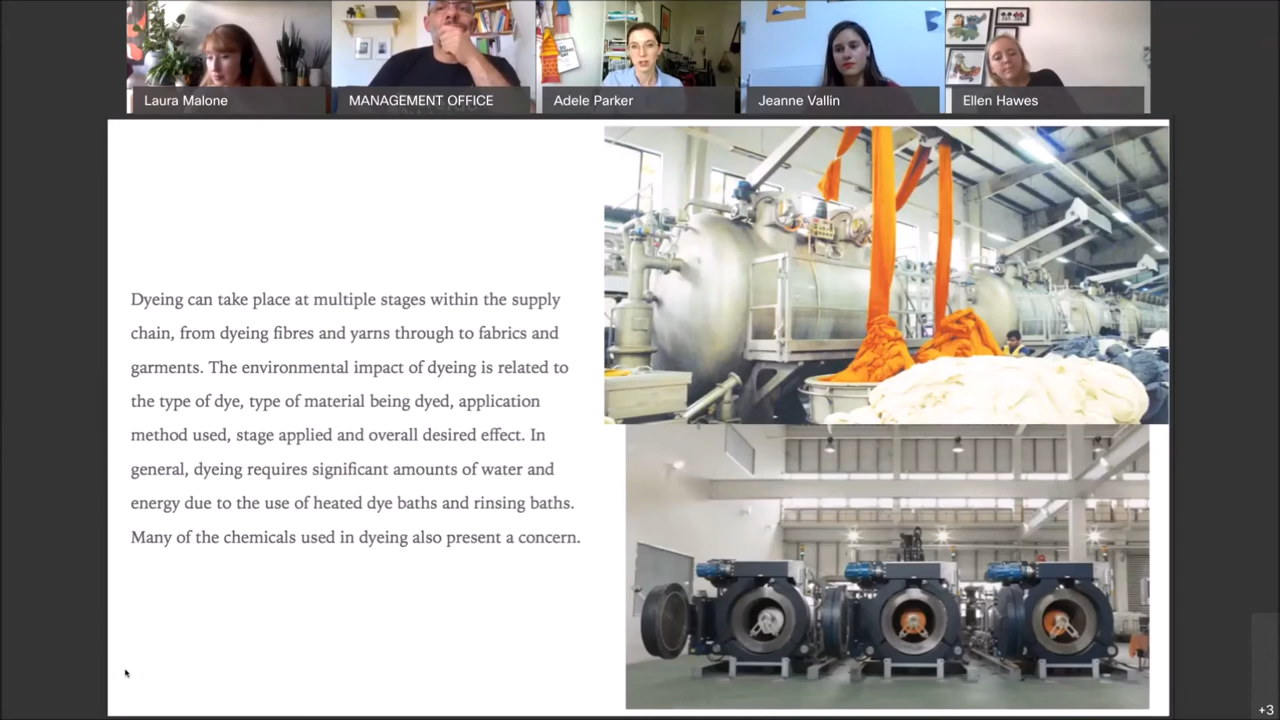 Laura Malone
MANAGEMENT OFFICE
Adele Parker
Jeanne Vallin
Ellen Hawes
Dyeing can take place at multiple stages within the supply
chain, from dyeing fibres and yarns through to fabrics and
garments. The environmental impact of dyeing is related to
the type of dye, type of material being dyed, application
method used, stage applied and overall desired effect. In
general, dyeing requires significant amounts of water and
energy due to the use of heated dye baths and rinsing baths.
Many of the chemicals used in dyeing also present a concern.
+3